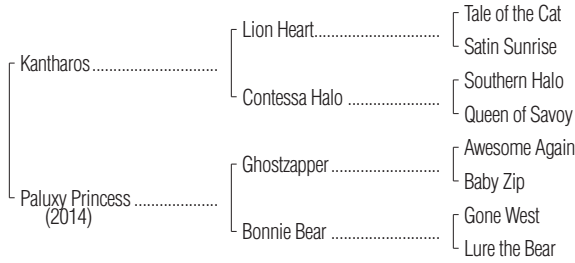 Tale of the Cat
Lion Heart..................................
Satin Sunrise
Kantharos..................................
Southern Halo
Contessa Halo .........................
Queen of Savoy
Awesome Again
Ghostzapper .............................
Baby Zip
Paluxy Princess ......................
(2014)
Gone West
Bonnie Bear .............................
Lure the Bear